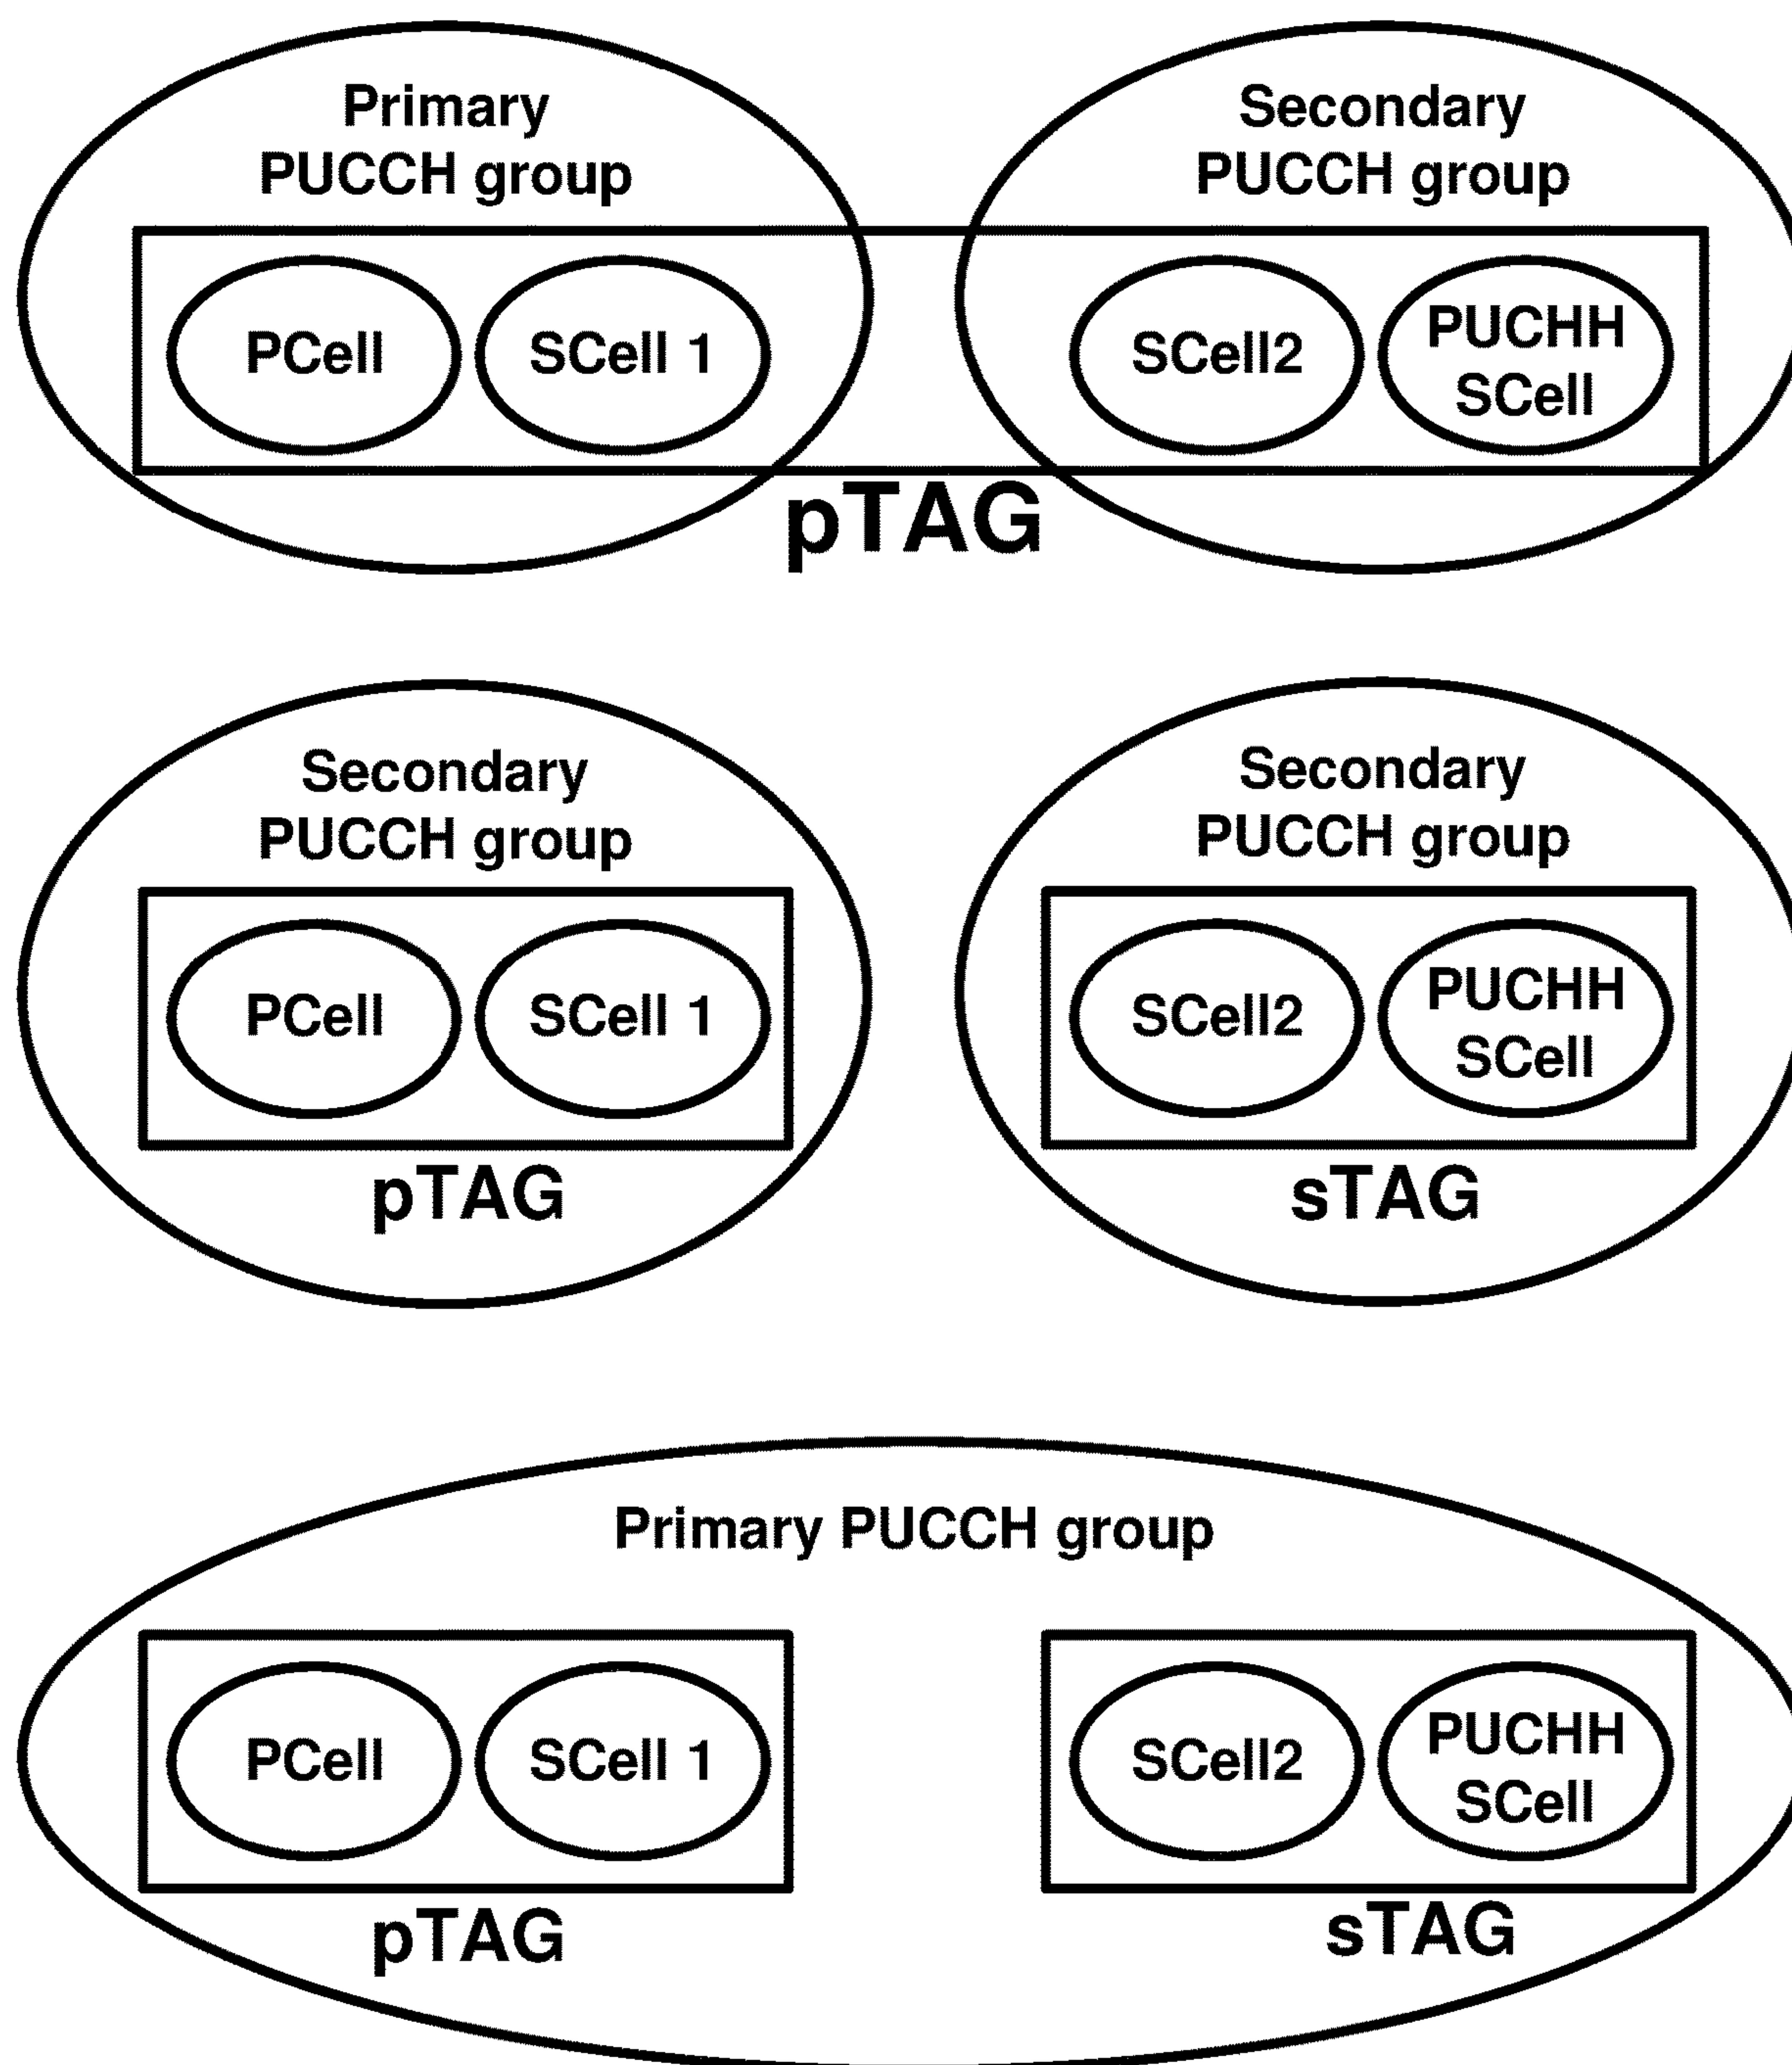 Primary
PUCCH group
Secondary
PUCCH group
PCell
SCell 1
SCell2
PUCHH
SCell
pTAG
Secondary
PUCCH group
Secondary
PUCCH group
PCell
SCell 1
SCell2
PUCHH
SCell
pTAG
sTAG
Primary PUCCH group
PCell
SCell 1
SCell2
PUCHH
SCell
pTAG
sTAG